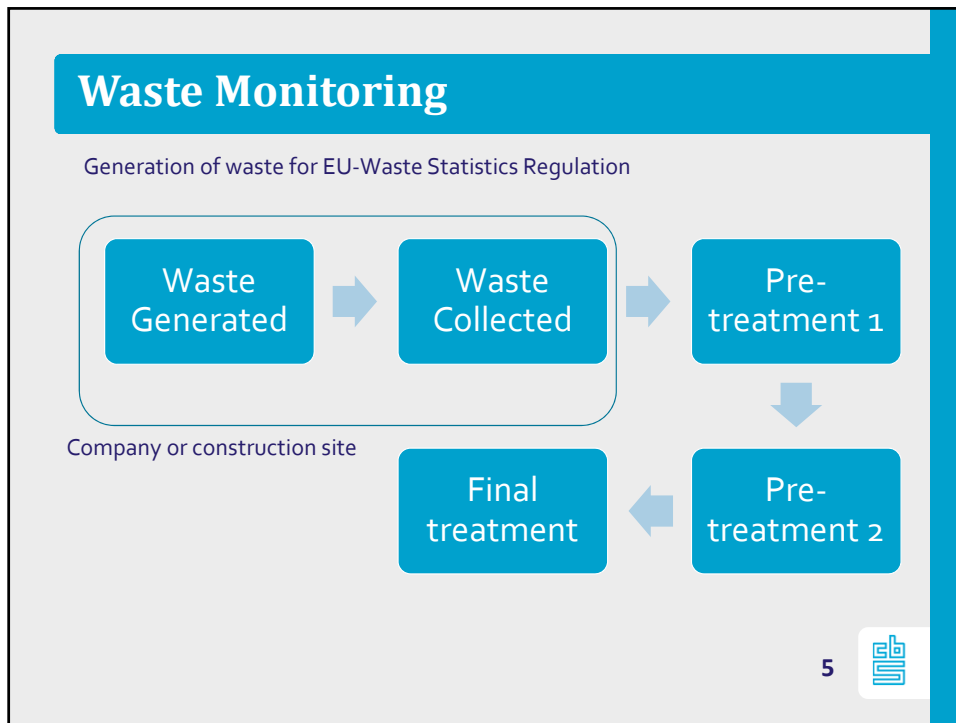 Waste Monitoring
Generation of waste for EU-Waste Statistics Regulation
Waste
Generated
Waste
Collected
Pre-
treatment 1
Company or construction site
Final
treatment
Pre-
treatment 2
5
cbs